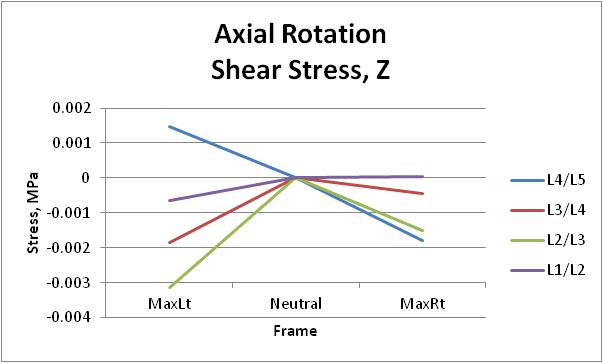 Axial Rotation
Shear Stress, Z
0.002
0.001
0
-0.001
-0.002
-0.003
-0.004
Stress, MPa
MaxLt Neutral MaxRt
Frame
L4/L5
L3/L4
L2/L3
L1/L2